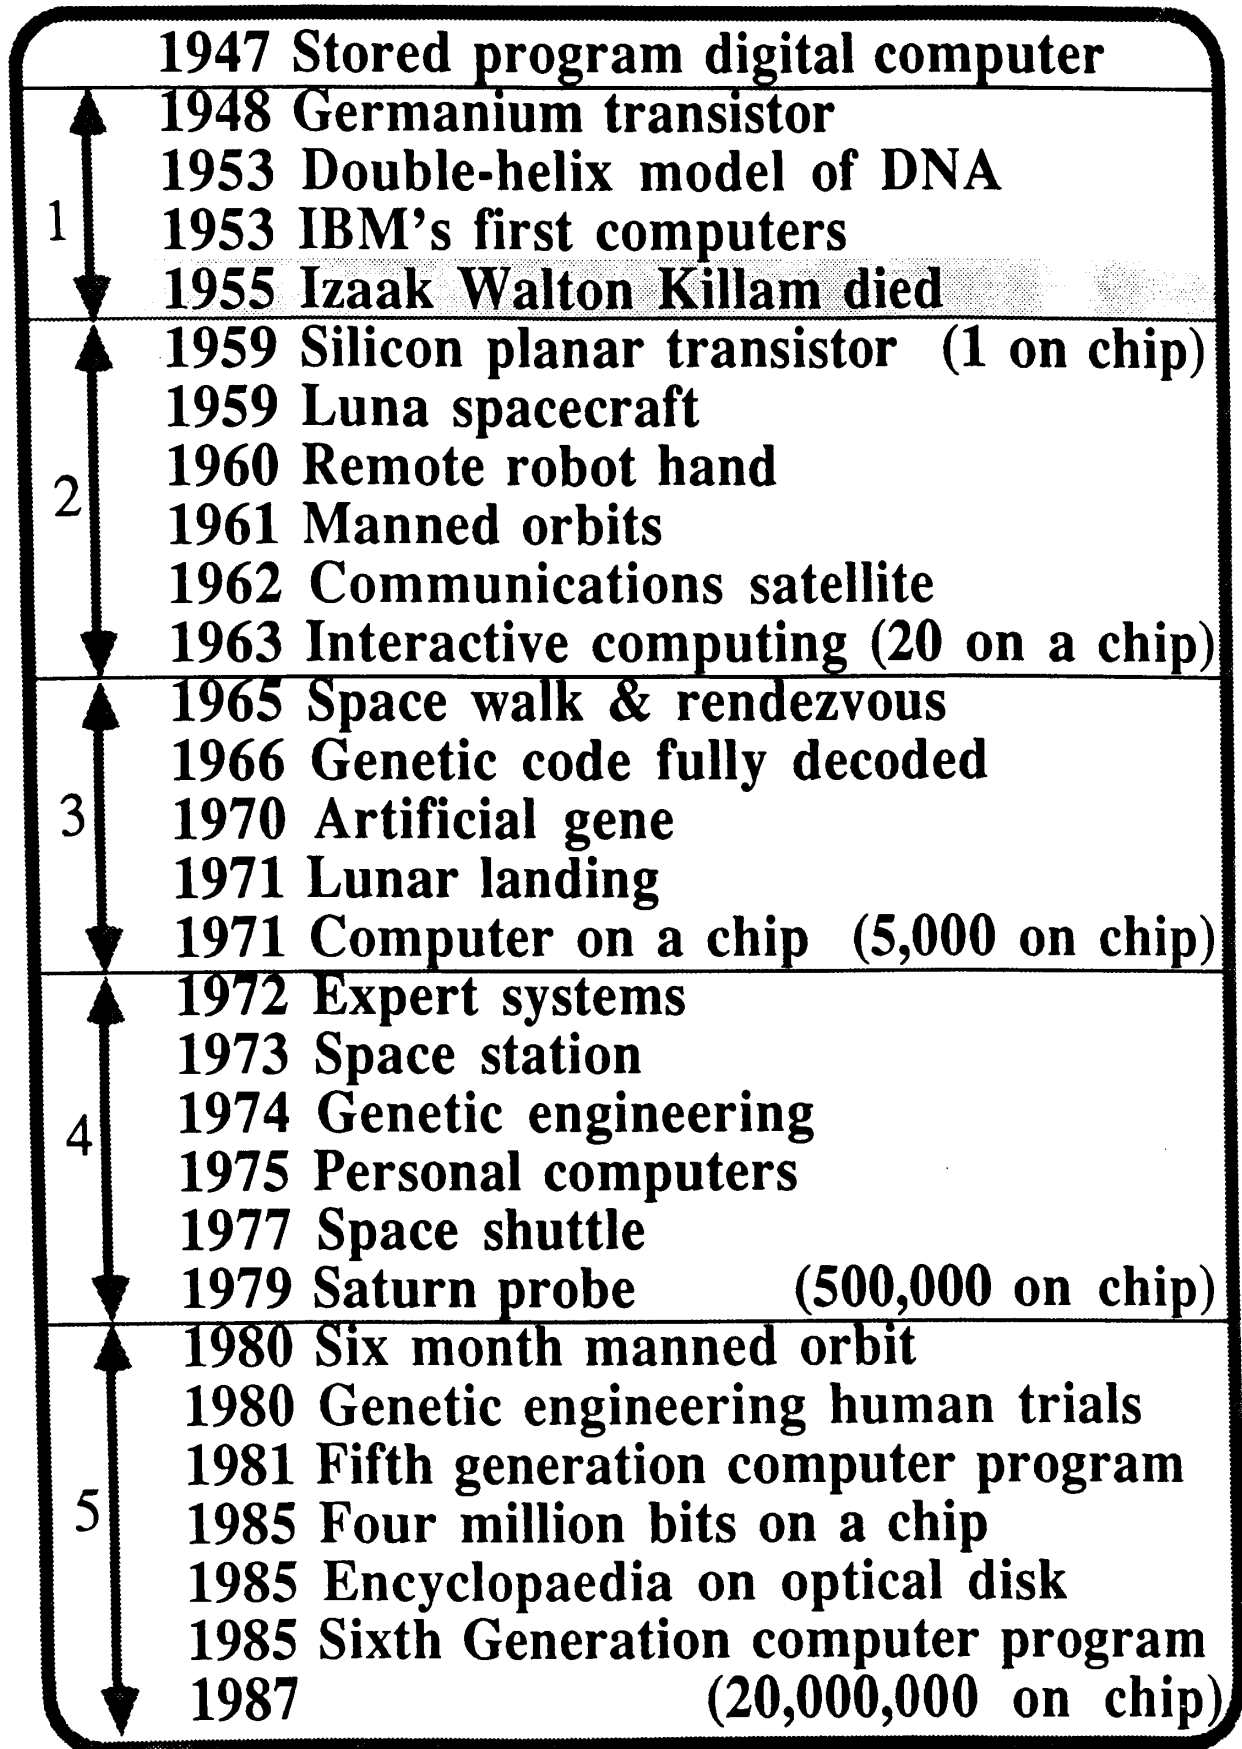 1947 Stored program digital computer
1948 Germanium transistor
1953 Double-helix model of DNA
1
1953 IBM's first computers
1955 Izaak Walton Killam died
1959 Silicon planar transistor (1 on chip)
1959 Luna spacecraft
1960 Remote robot hand
2
1961 Manned orbits
1962 Communications satellite
1963 Interactive computing (20 on a chip)
1965 Space walk & rendezvous
1966 Genetic code fully decoded
3
1970 Artificial gene
1971 Lunar landing
1971 Computer on a chip (5,000 on chip)
1972 Expert systems
1973 Space station
1974 Genetic engineering
4
1975 Personal computers
1977 Space shuttle
1979 Saturn probe (500,000 on chip)
1980 Six month manned orbit
1980 Genetic engineering human trials
1981 Fifth generation computer program
5
1985 Four million bits on a chip
1985 Encyclopaedia on optical disk
1985 Sixth Generation computer program
1987 (20,000,000 on chip)